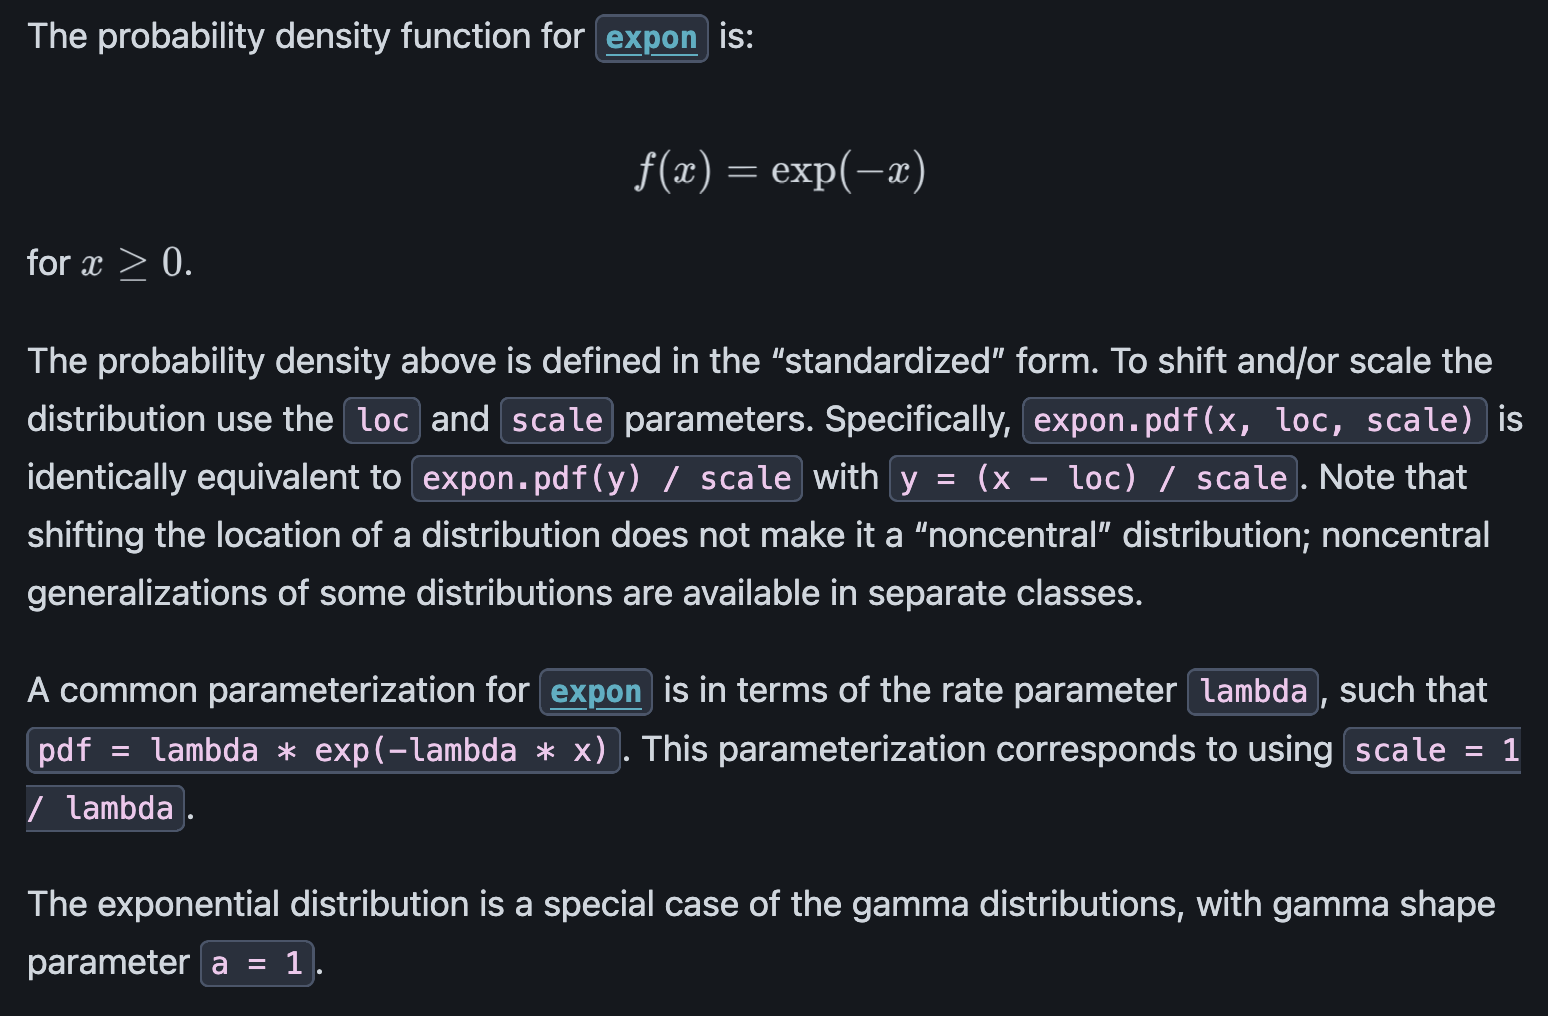 The probability density function for expon is:
f(x) = exp(−x)
for x ≥ 0.
The probability density above is defined in the “standardized” form. To shift and/or scale the
distribution use the loc and scale parameters. Specifically, expon.pdf(x, loc, scale) is
identically equivalent to expon.pdf(y) / scale with y = (x - loc) / scale. Note that
shifting the location of a distribution does not make it a “noncentral” distribution; noncentral
generalizations of some distributions are available in separate classes.
A common parameterization for expon is in terms of the rate parameter lambda, such that
pdf = lambda * exp(-lambda * x). This parameterization corresponds to using scale = 1
/ lambda.
The exponential distribution is a special case of the gamma distributions, with gamma shape
parameter a = 1.